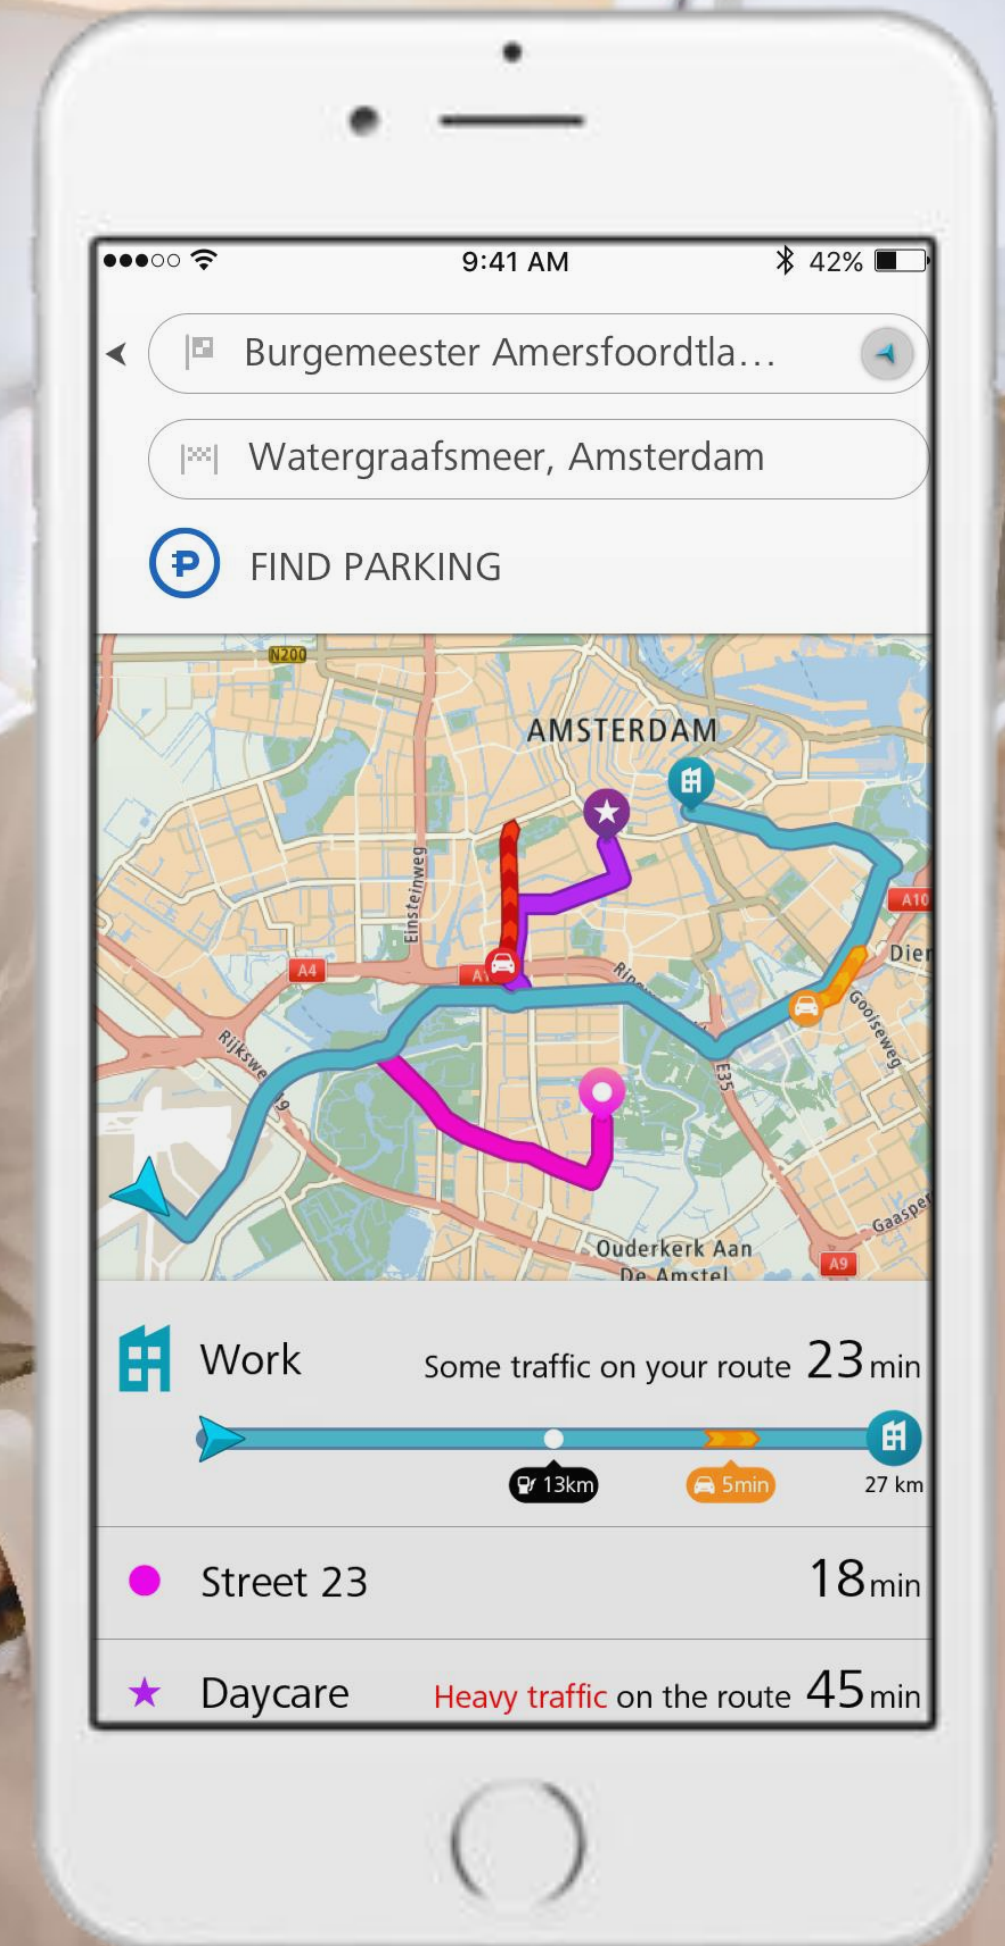 9:41 AM
42%
Burgemeester Amersfoordtla...
Watergraafsmeer, Amsterdam
P FIND PARKING
N200
AMSTERDAM
Einsteinweg
A10
Dien
A4
Gooiseweg
E35
Gaasper
Ouderkerk Aan
De Amstel
A9
Work Some traffic on your route 23 min
13km 5min 27 km
Street 23 18 min
Daycare Heavy traffic on the route 45 min